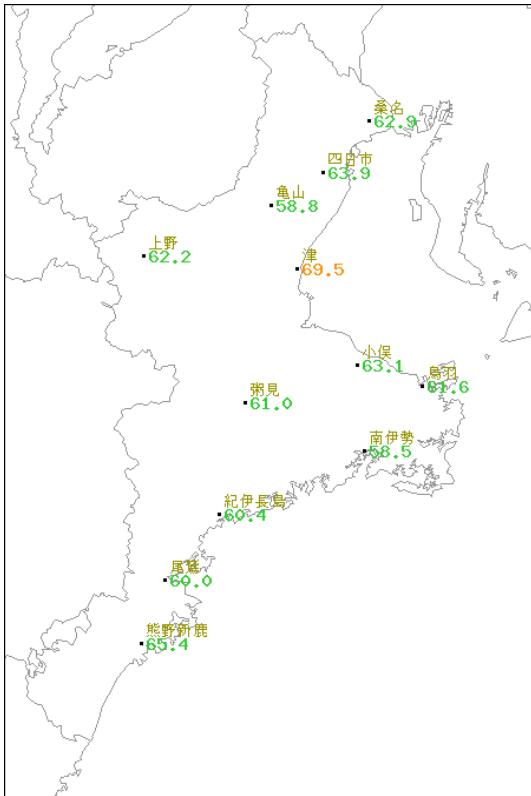 桑名
62.9
四日市
63.9
亀山
58.8
上野
62.2
津
69.5
小俣
63.1
鳥羽
61.6
粥見
61.0
南伊勢
58.5
紀伊長島
60.4
尾鷲
60.0
熊野新鹿
65.4